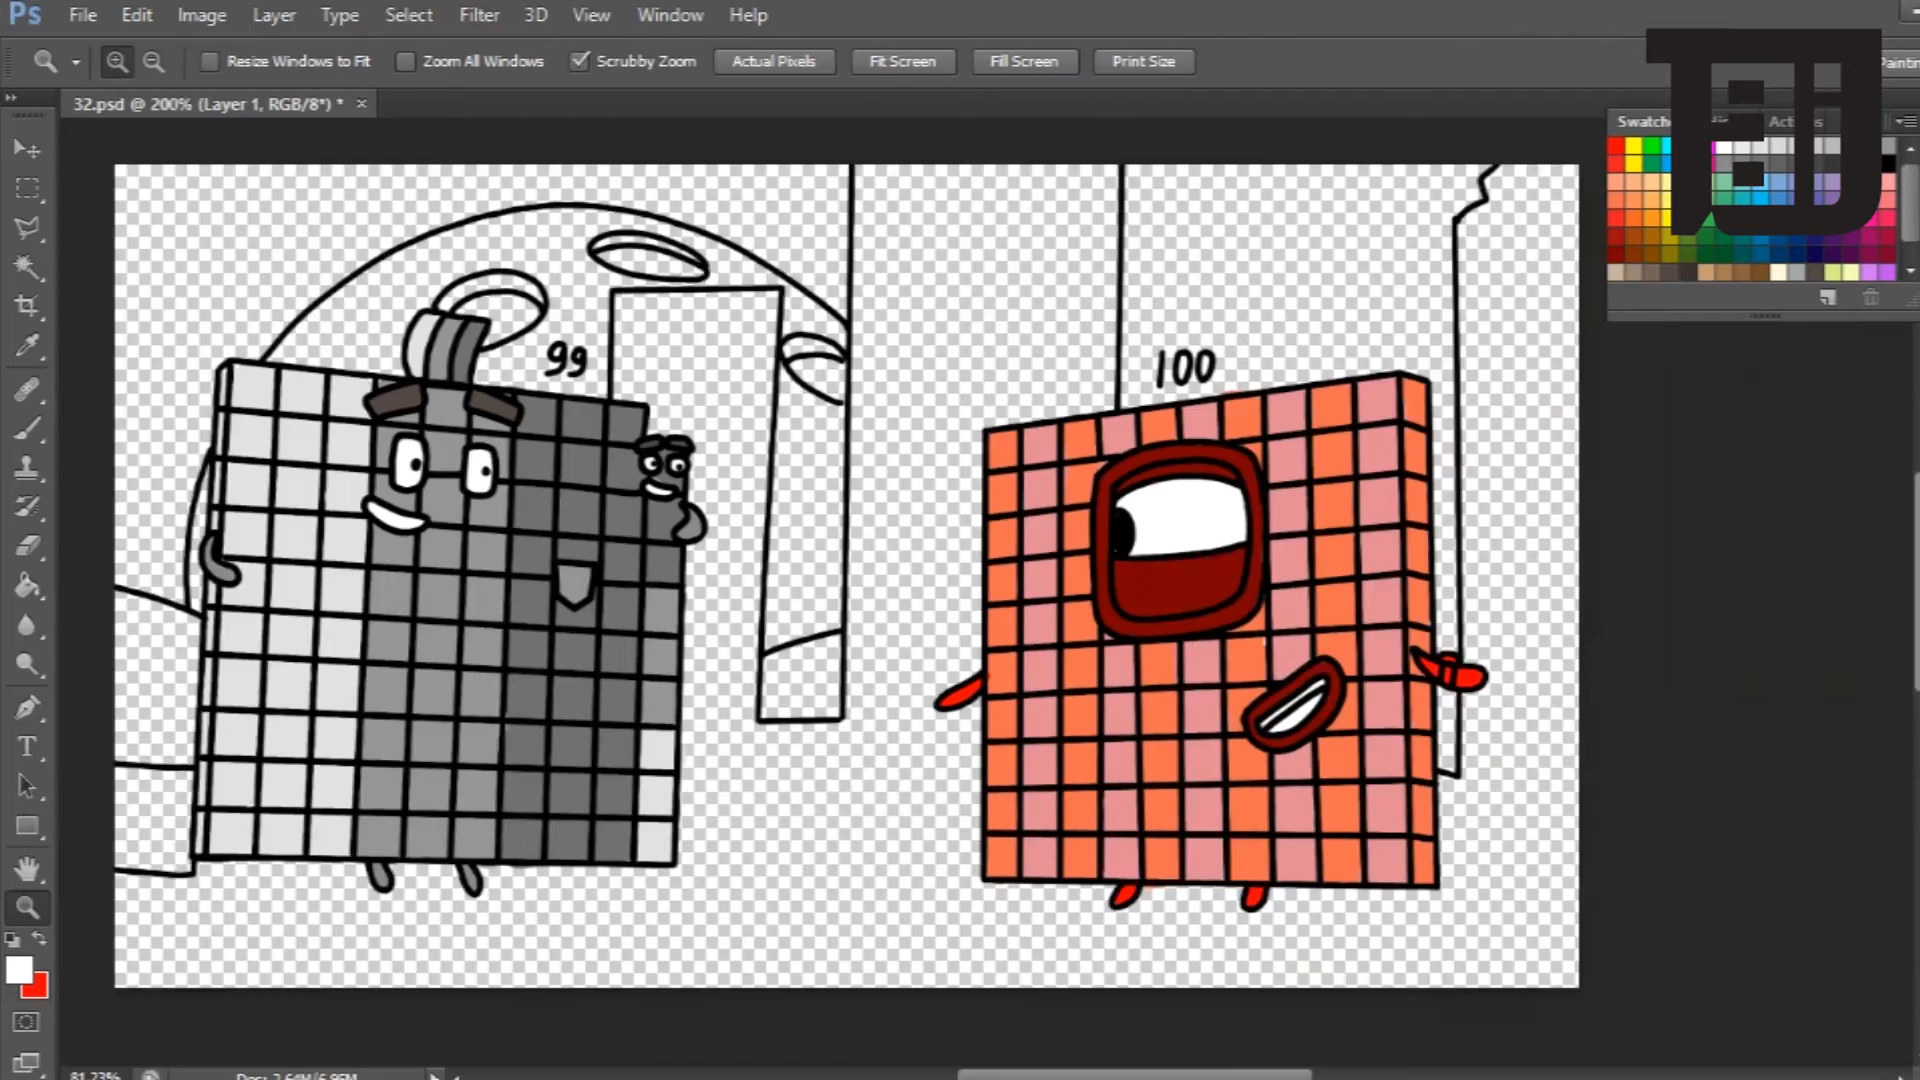 Ps File Edit Image Layer Type Select Filter 3D View Window Help
Resize Windows to Fit Zoom All Windows Scrubby Zoom Actual Pixels Fit Screen Fill Screen Print Size
32.psd @ 200% (Layer 1, RGB/8*) * ×
99
100
81.23%